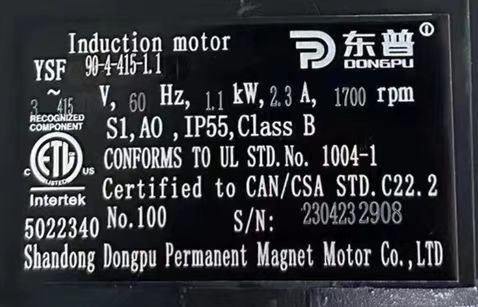 Induction motor
东普
DONGPU
YSF 90-4-415-1.1
3 ~ 415 V, 60 Hz, 1.1 kW, 2.3 A, 1700 rpm
RECOGNIZED
COMPONENT
S1, AO , IP55, Class B
ETL
C US
LISTED
CONFORMS TO UL STD. No. 1004-1
Intertek
Certified to CAN/CSA STD. C22.2
5022340
No. 100 S/N: 2304232908
Shandong Dongpu Permanent Magnet Motor Co., LTD